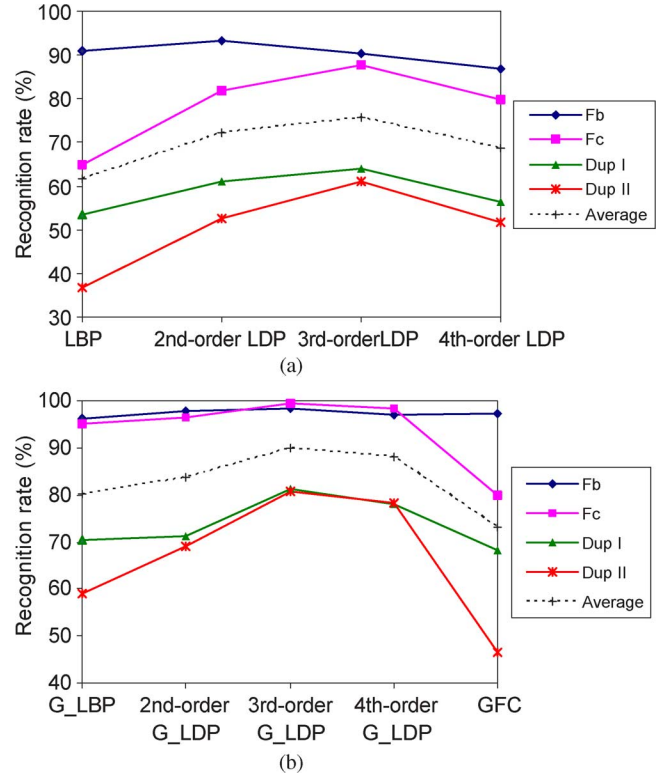 100
90
80
70
60
50
40
30
Recognition rate (%)
LBP 2nd-order LDP 3rd-orderLDP 4th-order LDP
Fb
Fc
Dup I
Dup II
Average
(a)
100
90
80
70
60
50
40
Recognition rate (%)
G_LBP 2nd-order 3rd-order 4th-order GFC
G_LDP G_LDP G_LDP
Fb
Fc
Dup I
Dup II
Average
(b)